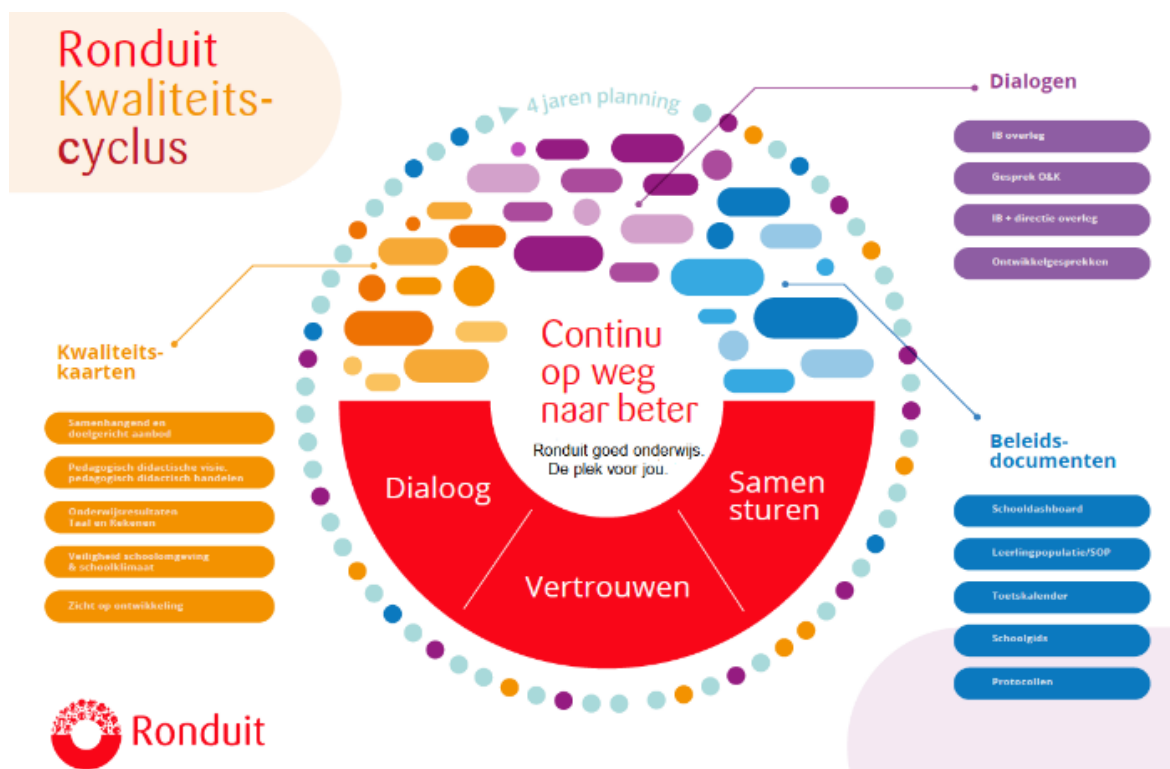 Ronduit
Kwaliteits-
cyclus
4 jaren planning
Dialogen
IB overleg
Gesprek O&K
IB + directie overleg
Ontwikkelgesprekken
Kwaliteits-
kaarten
Samenhangend en
doelgericht aanbod
Pedagogisch didactische visie,
pedagogisch didactisch handelen
Onderwijsresultaten
Taal en Rekenen
Veiligheid schoolomgeving
& schoolklimaat
Zicht op ontwikkeling
Continu
op weg
naar beter
Ronduit goed onderwijs.
De plek voor jou.
Dialoog
Vertrouwen
Samen
sturen
Beleids-
documenten
Schooldashboard
Leerlingpopulatie/SOP
Toetskalender
Schoolgids
Protocollen
Ronduit